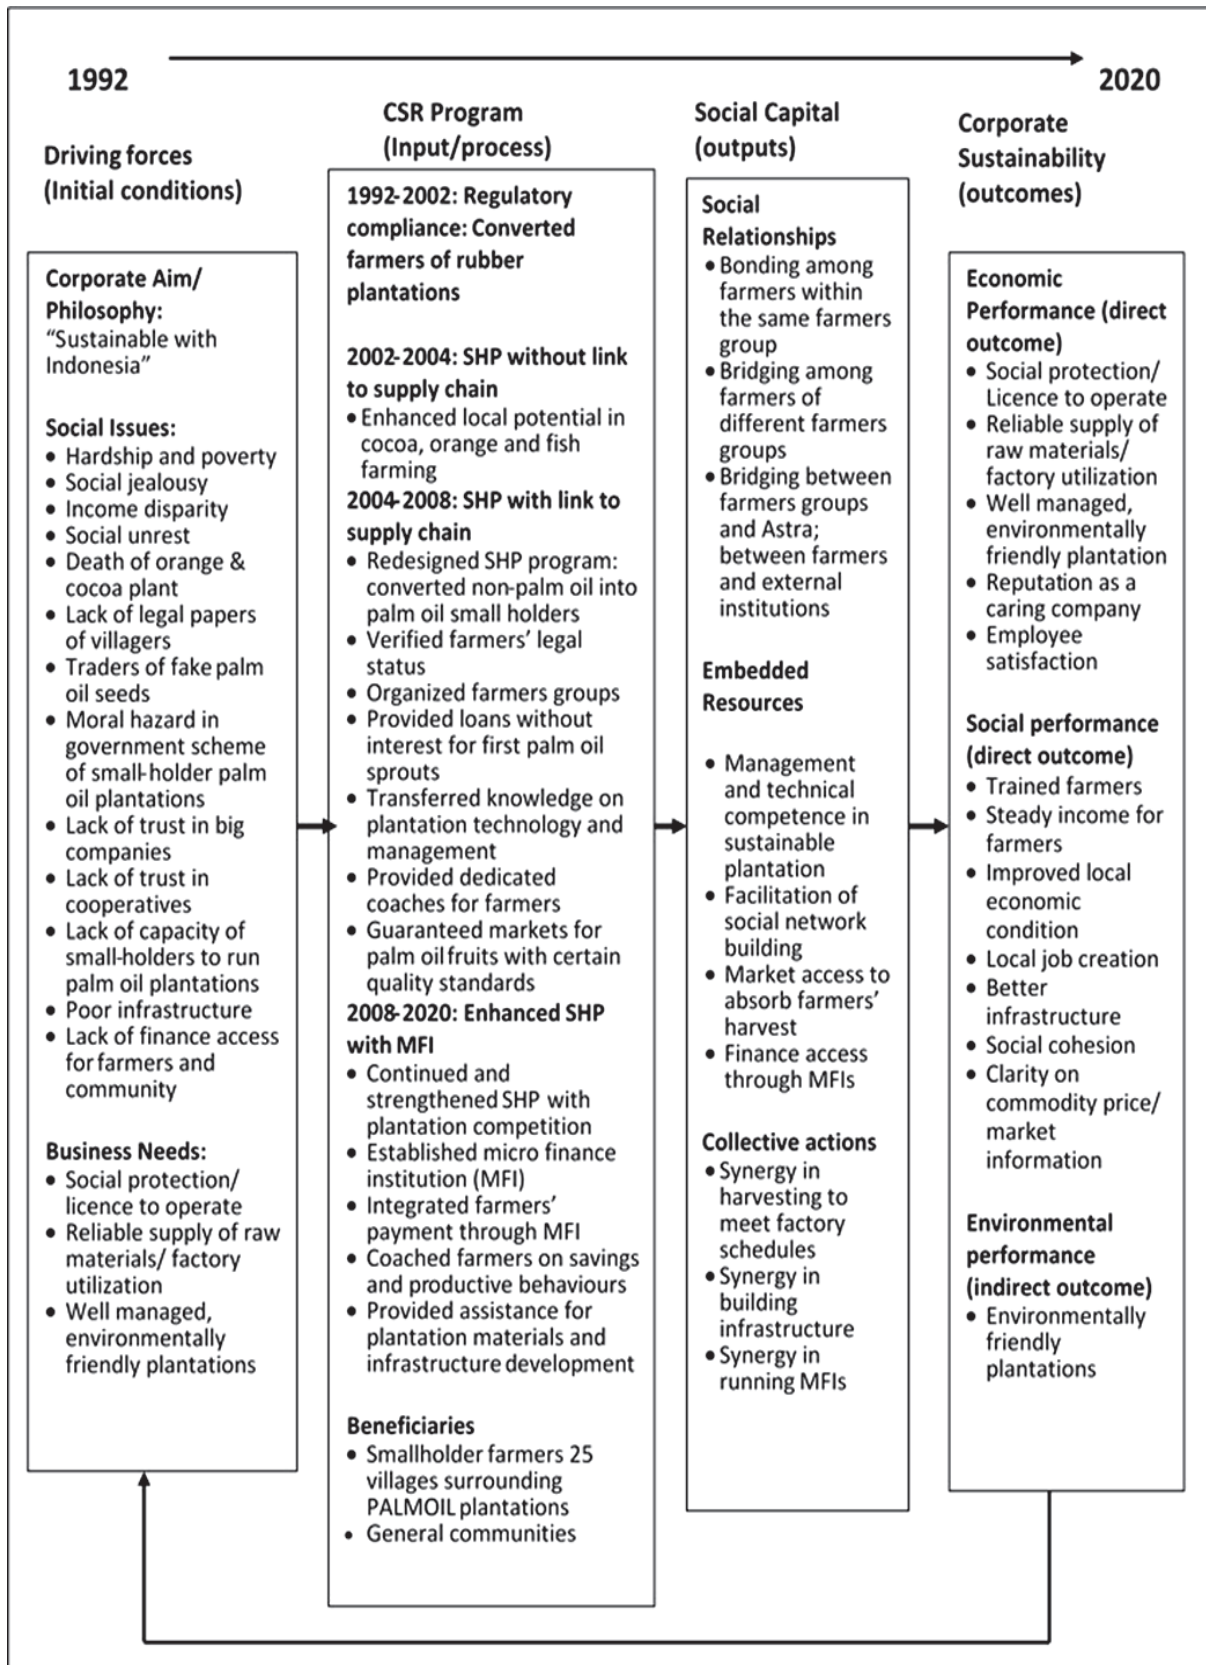 1992
2020
Driving forces
(Initial conditions)
Corporate Aim/
Philosophy:
“Sustainable with
Indonesia”
Social Issues:
• Hardship and poverty
• Social jealousy
• Income disparity
• Social unrest
• Death of orange &
cocoa plant
• Lack of legal papers
of villagers
• Traders of fake palm
oil seeds
• Moral hazard in
government scheme
of small-holder palm
oil plantations
• Lack of trust in big
companies
• Lack of trust in
cooperatives
• Lack of capacity of
small-holders to run
palm oil plantations
• Poor infrastructure
• Lack of finance access
for farmers and
community
Business Needs:
• Social protection/
licence to operate
• Reliable supply of raw
materials/ factory
utilization
• Well managed,
environmentally
friendly plantations
CSR Program
(Input/process)
1992-2002: Regulatory
compliance: Converted
farmers of rubber
plantations
2002-2004: SHP without link
to supply chain
• Enhanced local potential in
cocoa, orange and fish
farming
2004-2008: SHP with link to
supply chain
• Redesigned SHP program:
converted non-palm oil into
palm oil small holders
• Verified farmers’ legal
status
• Organized farmers groups
• Provided loans without
interest for first palm oil
sprouts
• Transferred knowledge on
plantation technology and
management
• Provided dedicated
coaches for farmers
• Guaranteed markets for
palm oil fruits with certain
quality standards
2008-2020: Enhanced SHP
with MFI
• Continued and
strengthened SHP with
plantation competition
• Established micro finance
institution (MFI)
• Integrated farmers’
payment through MFI
• Coached farmers on savings
and productive behaviours
• Provided assistance for
plantation materials and
infrastructure development
Beneficiaries
• Smallholder farmers 25
villages surrounding
PALMOIL plantations
• General communities
Social Capital
(outputs)
Social
Relationships
• Bonding among
farmers within
the same farmers
group
• Bridging among
farmers of
different farmers
groups
• Bridging between
farmers groups
and Astra;
between farmers
and external
institutions
Embedded
Resources
• Management
and technical
competence in
sustainable
plantation
• Facilitation of
social network
building
• Market access to
absorb farmers’
harvest
• Finance access
through MFIs
Collective actions
• Synergy in
harvesting to
meet factory
schedules
• Synergy in
building
infrastructure
• Synergy in
running MFIs
Corporate
Sustainability
(outcomes)
Economic
Performance (direct
outcome)
• Social protection/
Licence to operate
• Reliable supply of
raw materials/
factory utilization
• Well managed,
environmentally
friendly plantation
• Reputation as a
caring company
• Employee
satisfaction
Social performance
(direct outcome)
• Trained farmers
• Steady income for
farmers
• Improved local
economic
condition
• Local job creation
• Better
infrastructure
• Social cohesion
• Clarity on
commodity price/
market
information
Environmental
performance
(indirect outcome)
• Environmentally
friendly
plantations